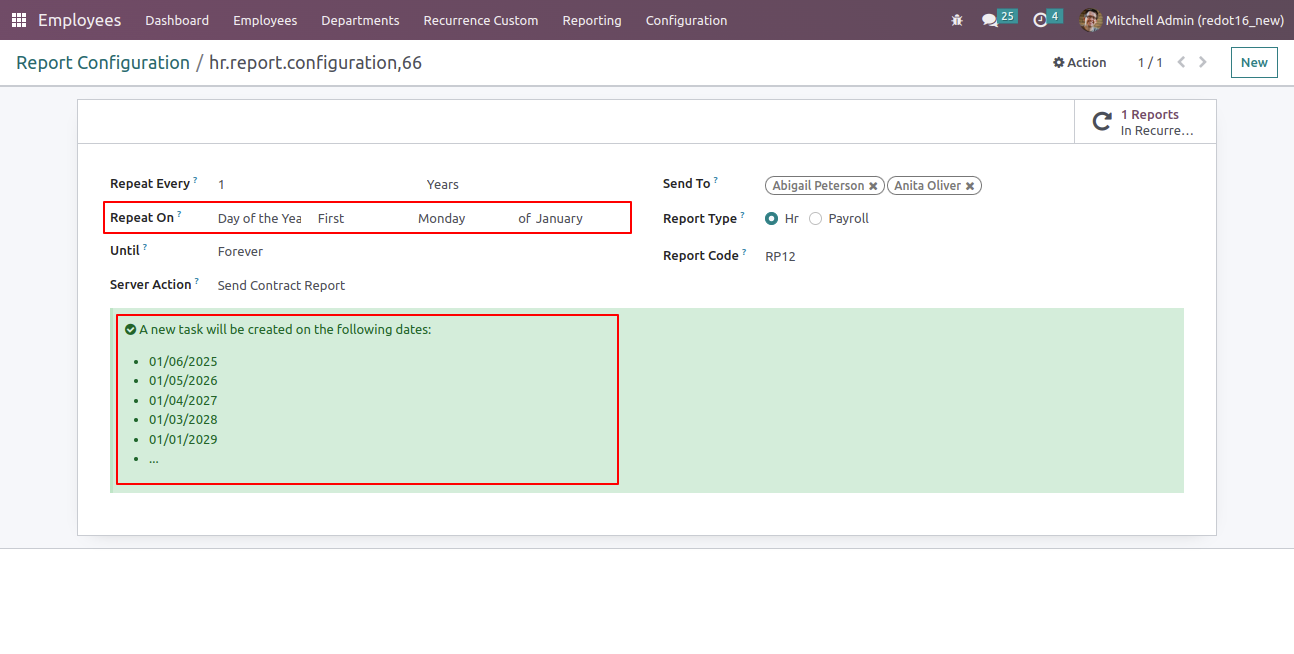 Employees Dashboard Employees Departments Recurrence Custom Reporting Configuration 25 4 Mitchell Admin (redot16_new)
Report Configuration / hr.report.configuration,66 Action 1 / 1 New
1 Reports
In Recurre...
Repeat Every ? 1 Years
Repeat On ? Day of the Yea First Monday of January
Until ? Forever
Server Action ? Send Contract Report
Send To ? Abigail Peterson ✖ Anita Oliver ✖
Report Type ? Hr Payroll
Report Code ? RP12
A new task will be created on the following dates:
• 01/06/2025
• 01/05/2026
• 01/04/2027
• 01/03/2028
• 01/01/2029
• ...